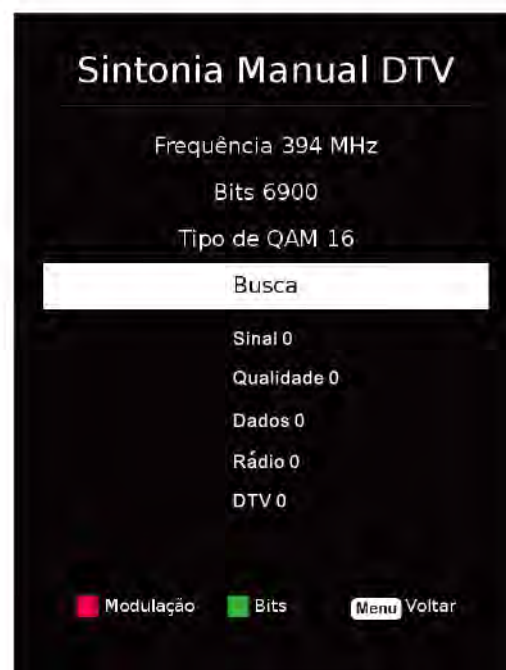 Sintonia Manual DTV
Frequência 394 MHz
Bits 6900
Tipo de QAM 16
Busca
Sinal 0
Qualidade 0
Dados 0
Rádio 0
DTV 0
Modulação Bits Menu Voltar